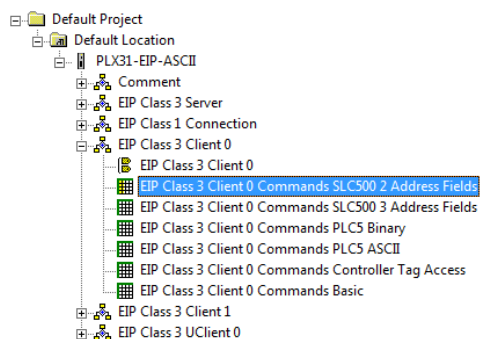 Default Project
Default Location
PLX31-EIP-ASCII
Comment
EIP Class 3 Server
EIP Class 1 Connection
EIP Class 3 Client 0
EIP Class 3 Client 0
EIP Class 3 Client 0 Commands SLC500 2 Address Fields
EIP Class 3 Client 0 Commands SLC500 3 Address Fields
EIP Class 3 Client 0 Commands PLC5 Binary
EIP Class 3 Client 0 Commands PLC5 ASCII
EIP Class 3 Client 0 Commands Controller Tag Access
EIP Class 3 Client 0 Commands Basic
EIP Class 3 Client 1
EIP Class 3 UClient 0